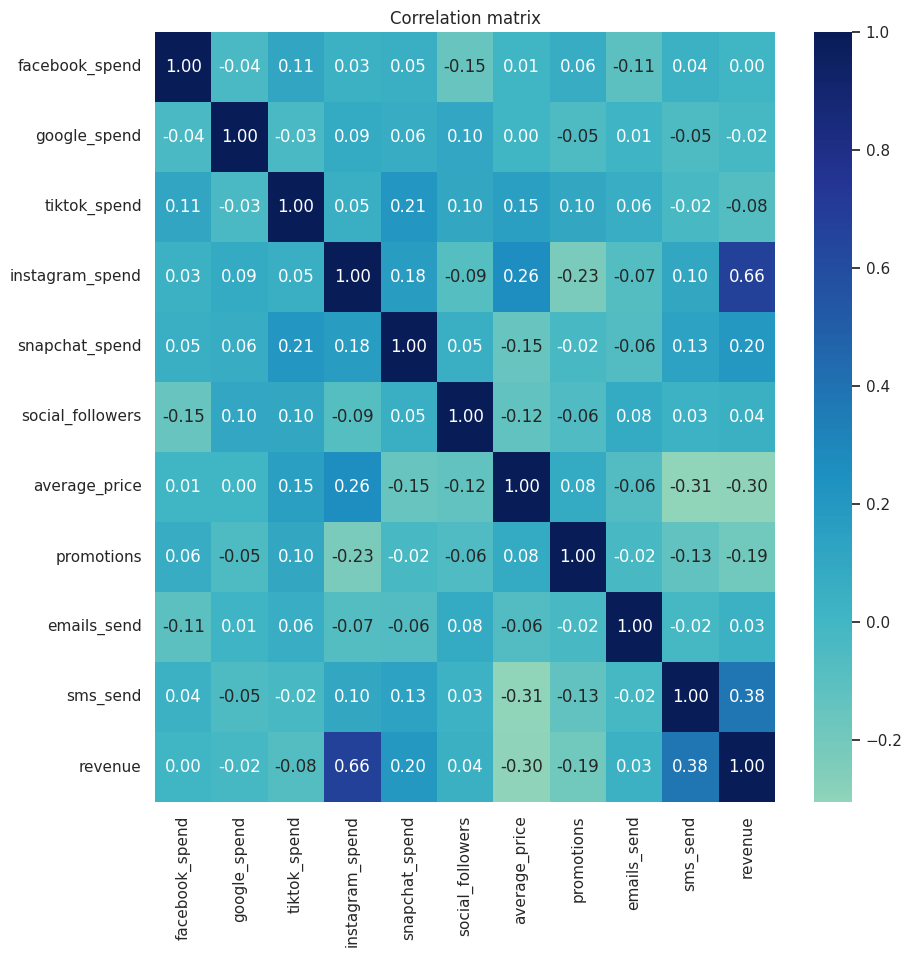 Correlation matrix
facebook_spend 1.00 -0.04 0.11 0.03 0.05 -0.15 0.01 0.06 -0.11 0.04 0.00
google_spend -0.04 1.00 -0.03 0.09 0.06 0.10 0.00 -0.05 0.01 -0.05 -0.02
tiktok_spend 0.11 -0.03 1.00 0.05 0.21 0.10 0.15 0.10 0.06 -0.02 -0.08
instagram_spend 0.03 0.09 0.05 1.00 0.18 -0.09 0.26 -0.23 -0.07 0.10 0.66
snapchat_spend 0.05 0.06 0.21 0.18 1.00 0.05 -0.15 -0.02 -0.06 0.13 0.20
social_followers -0.15 0.10 0.10 -0.09 0.05 1.00 -0.12 -0.06 0.08 0.03 0.04
average_price 0.01 0.00 0.15 0.26 -0.15 -0.12 1.00 0.08 -0.06 -0.31 -0.30
promotions 0.06 -0.05 0.10 -0.23 -0.02 -0.06 0.08 1.00 -0.02 -0.13 -0.19
emails_send -0.11 0.01 0.06 -0.07 -0.06 0.08 -0.06 -0.02 1.00 -0.02 0.03
sms_send 0.04 -0.05 -0.02 0.10 0.13 0.03 -0.31 -0.13 -0.02 1.00 0.38
revenue 0.00 -0.02 -0.08 0.66 0.20 0.04 -0.30 -0.19 0.03 0.38 1.00
facebook_spend
google_spend
tiktok_spend
instagram_spend
snapchat_spend
social_followers
average_price
promotions
emails_send
sms_send
revenue
1.0
0.8
0.6
0.4
0.2
0.0
−0.2